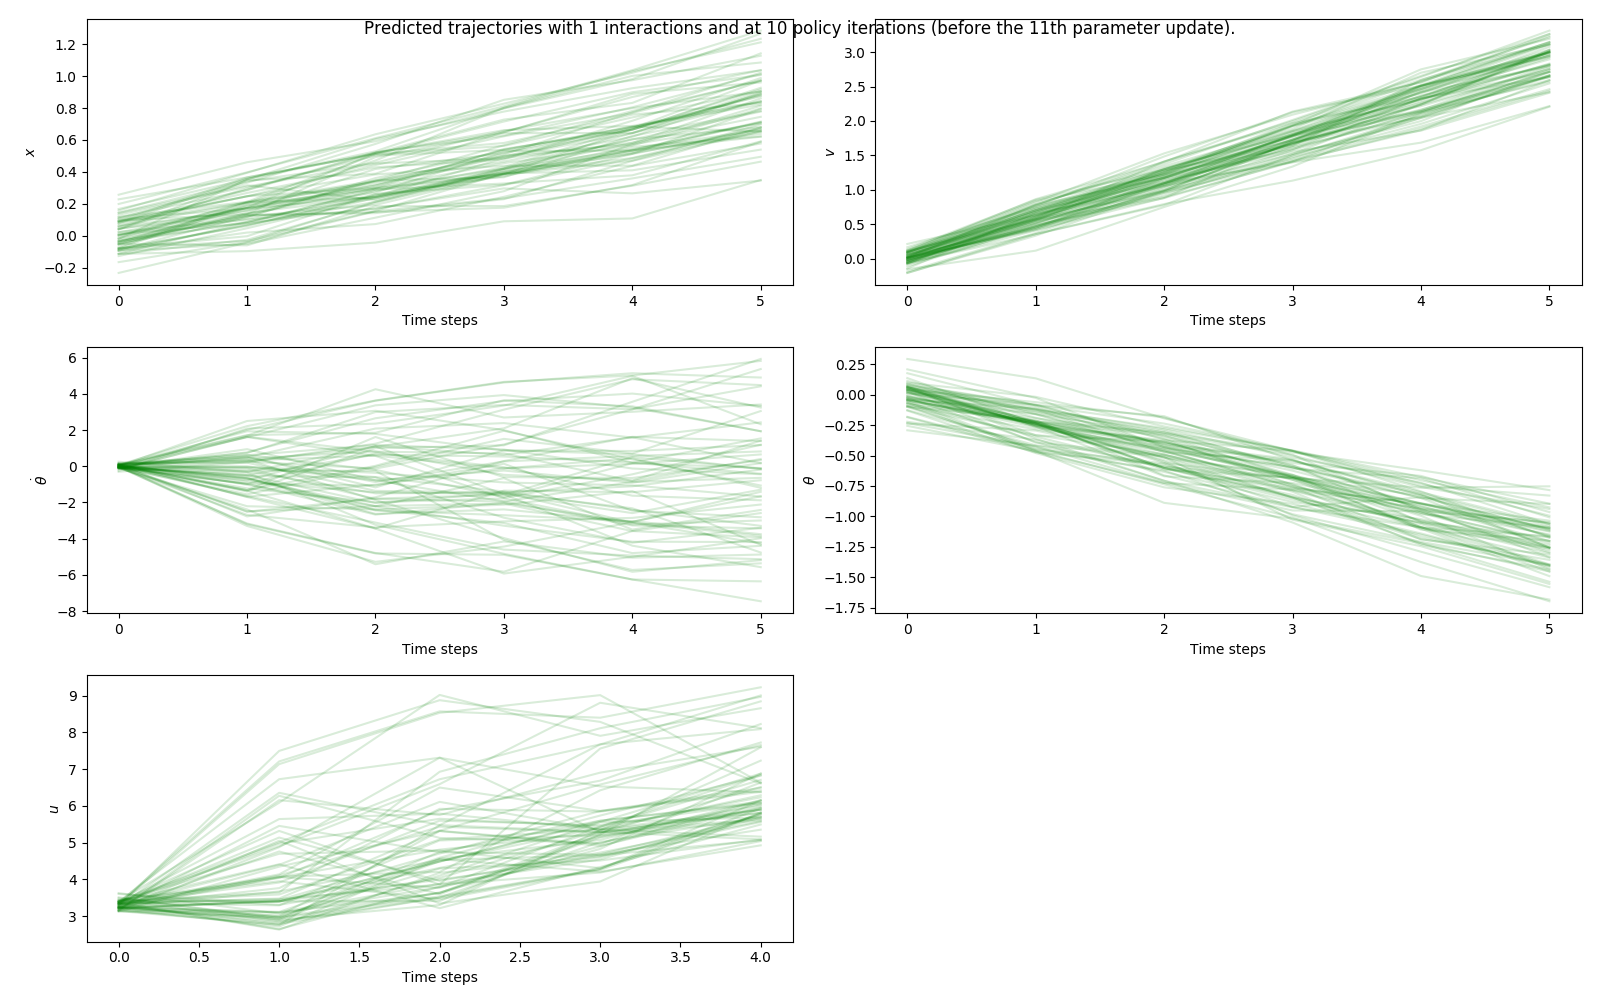 Predicted trajectories with 1 interactions and at 10 policy iterations (before the 11th parameter update).
1.2
1.0
0.8
0.6
0.4
0.2
0.0
−0.2
x
0 1 2 3 4 5
Time steps
3.0
2.5
2.0
1.5
1.0
0.5
0.0
v
0 1 2 3 4 5
Time steps
6
4
2
0
−2
−4
−6
−8
θ̇
0 1 2 3 4 5
Time steps
0.25
0.00
−0.25
−0.50
−0.75
−1.00
−1.25
−1.50
−1.75
θ
0 1 2 3 4 5
Time steps
9
8
7
6
5
4
3
u
0.0 0.5 1.0 1.5 2.0 2.5 3.0 3.5 4.0
Time steps